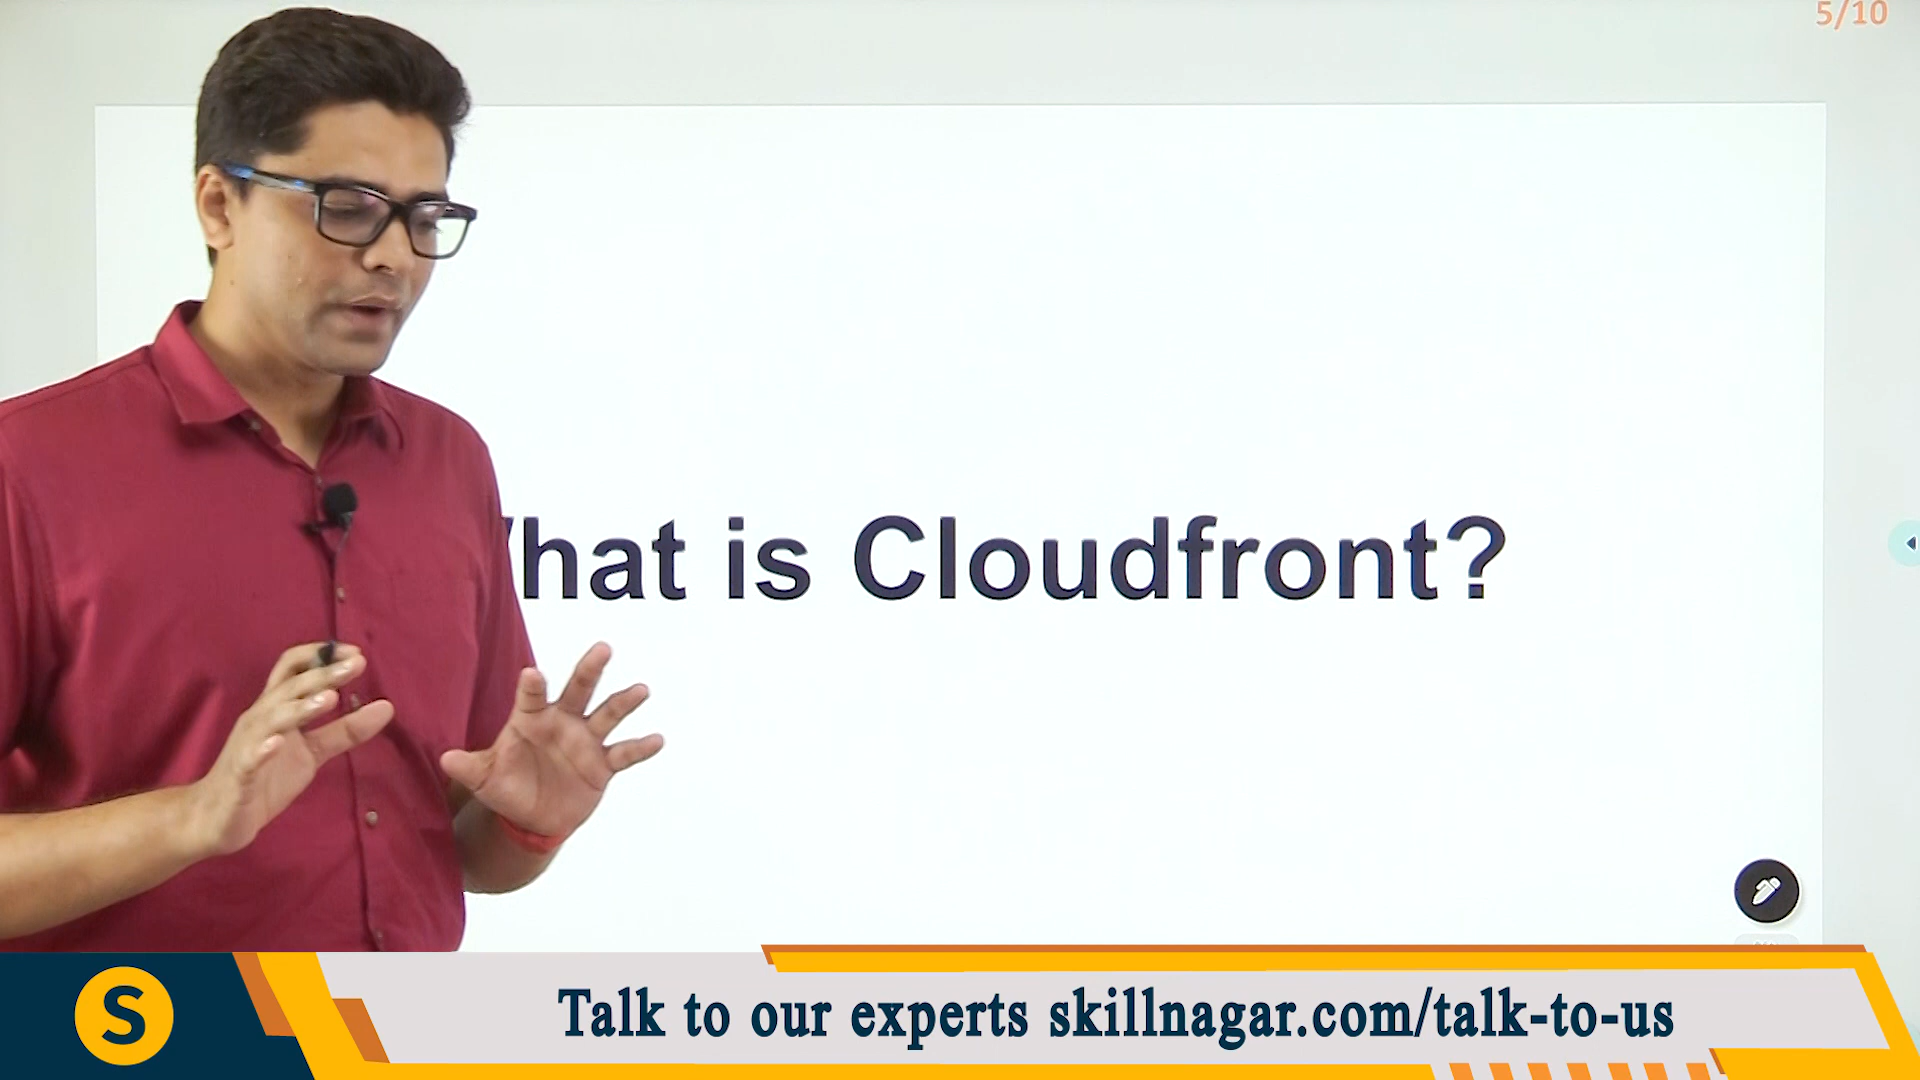 5/10
hat is Cloudfront?
S
Talk to our experts skillnagar.com/talk-to-us